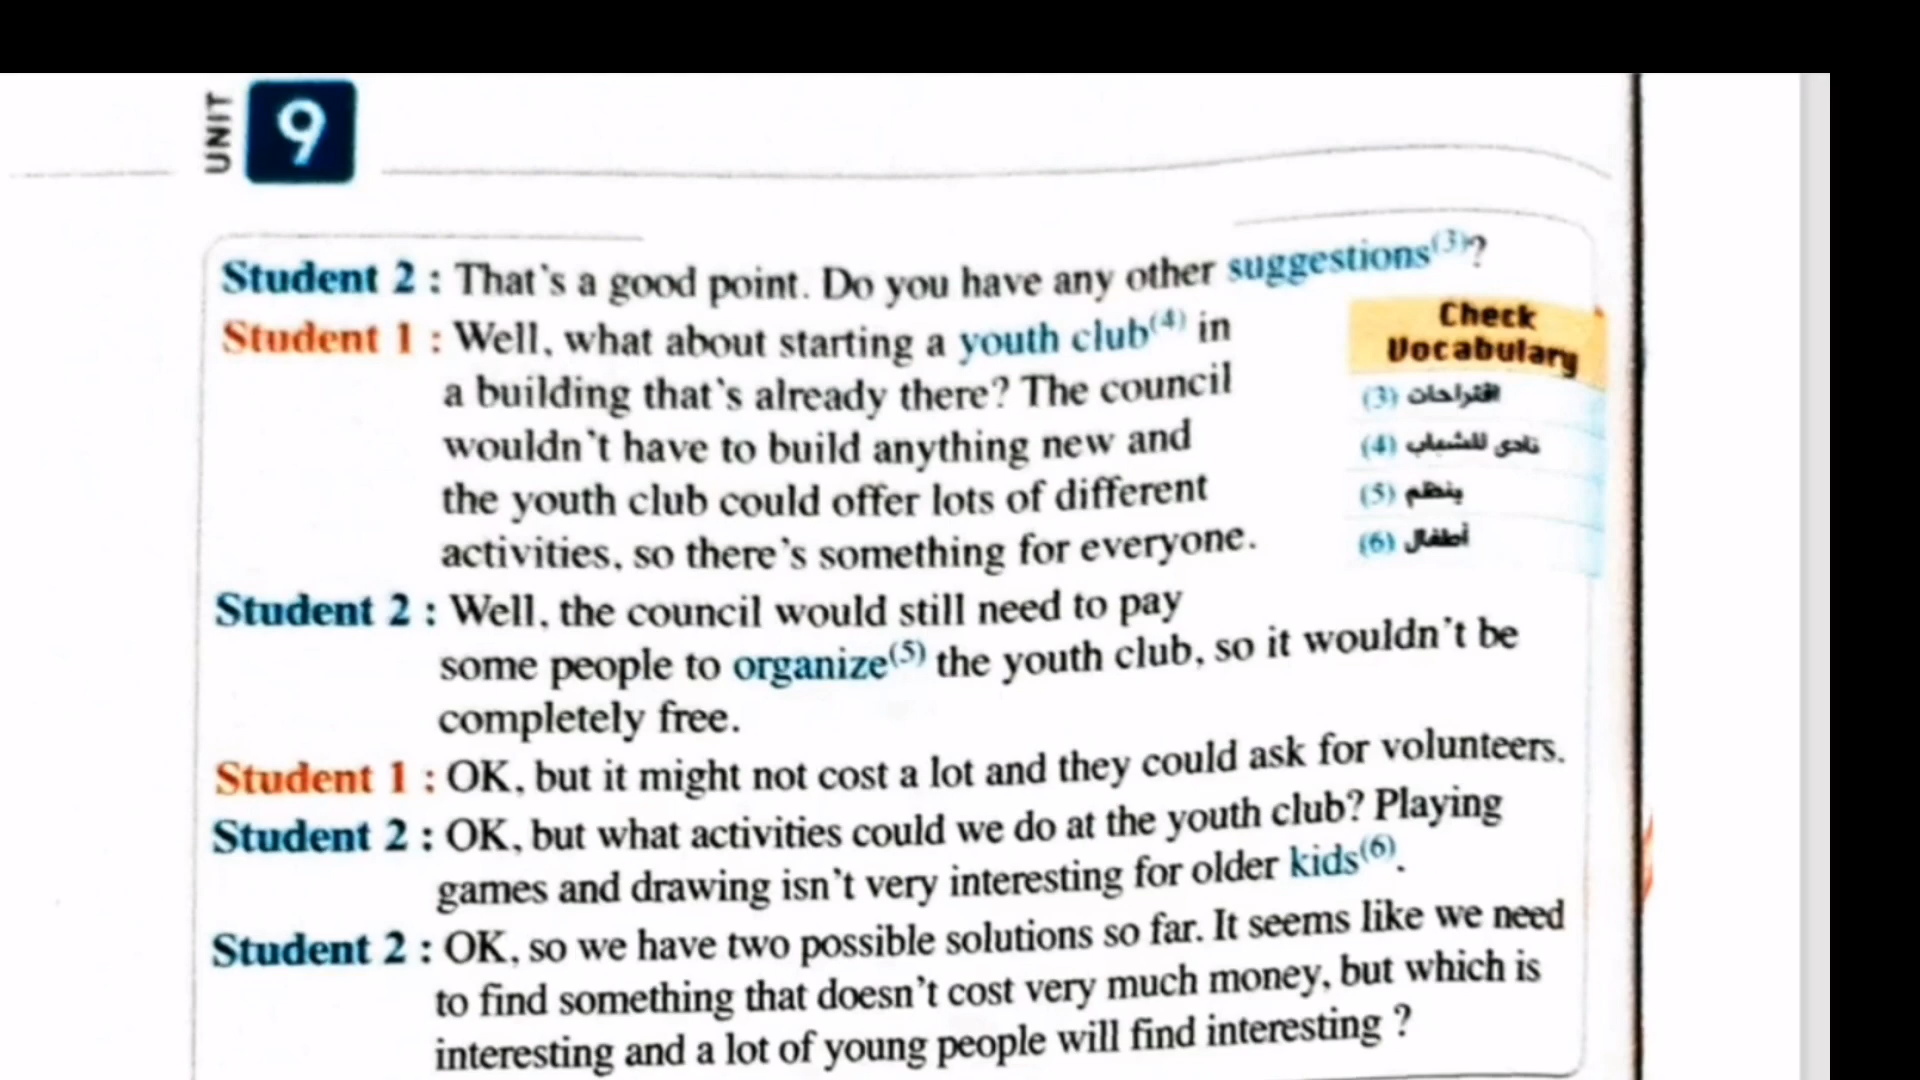 UNIT 9
Student 2 : That's a good point. Do you have any other suggestions(3)?
Student 1 : Well, what about starting a youth club(4) in
a building that's already there? The council
wouldn't have to build anything new and
the youth club could offer lots of different
activities, so there's something for everyone.
Check
Vocabulary
(3) اقتراحات
(4) نادى للشباب
(5) ينظم
(6) أطفال
Student 2 : Well, the council would still need to pay
some people to organize(5) the youth club, so it wouldn't be
completely free.
Student 1 : OK, but it might not cost a lot and they could ask for volunteers.
Student 2 : OK, but what activities could we do at the youth club? Playing
games and drawing isn't very interesting for older kids(6).
Student 2 : OK, so we have two possible solutions so far. It seems like we need
to find something that doesn't cost very much money, but which is
interesting and a lot of young people will find interesting ?